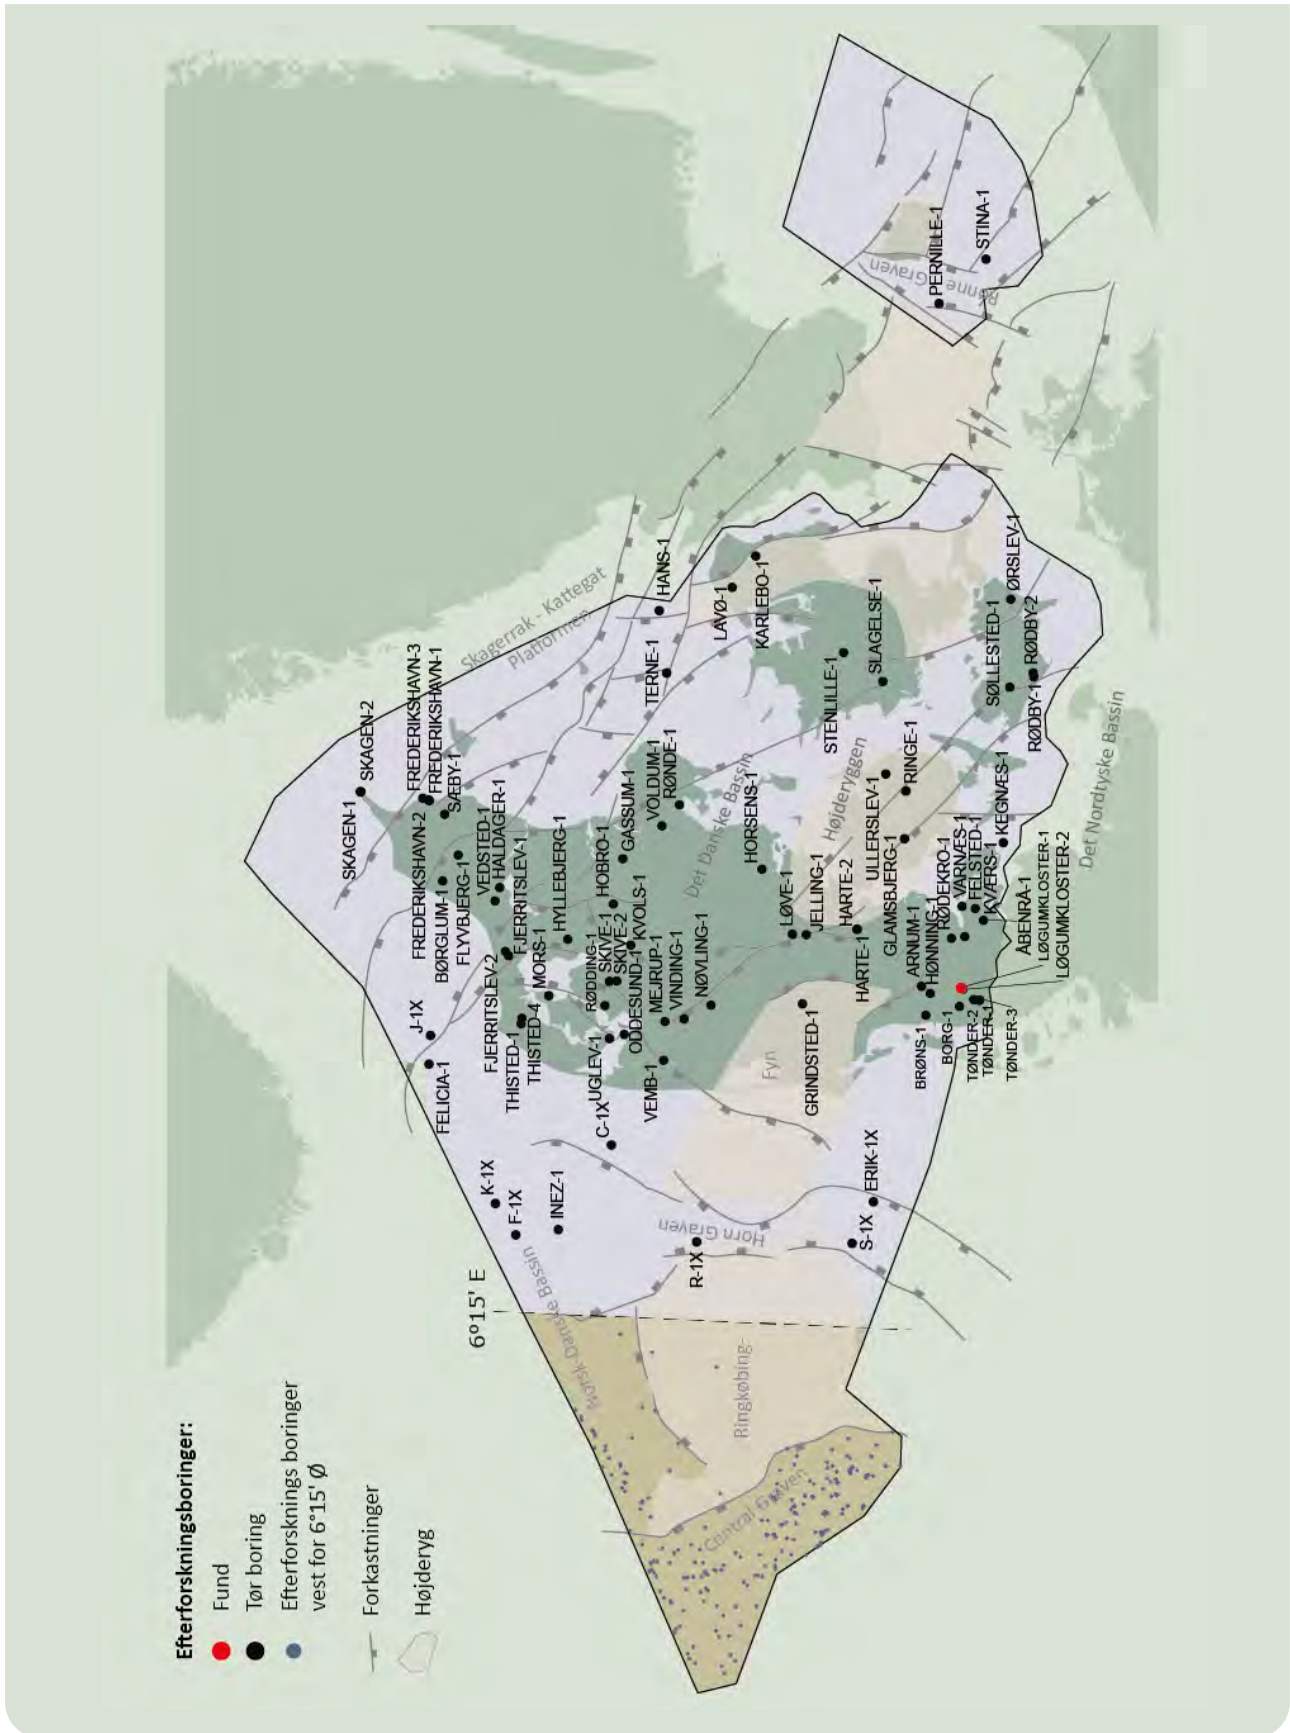 Efterforskningsboringer:
Fund
Tør boring
Efterforsknings boringer
vest for 6°15' Ø
Forkastninger
Højderyg
6°15' E
Norsk-Danske Bassin
Central Graven
Ringkøbing-
Fyn
Højderyggen
Horn Graven
Det Danske Bassin
Det Nordtyske Bassin
Skagerrak - Kattegat
Platformen
Rønne Graven
K-1X
F-1X
INEZ-1
C-1X
R-1X
S-1X
ERIK-1X
J-1X
FELICIA-1
SKAGEN-1
SKAGEN-2
FREDERIKSHAVN-3
FREDERIKSHAVN-1
FREDERIKSHAVN-2
SÆBY-1
BØRGLUM-1
FLYVBJERG-1
VEDSTED-1
HALDAGER-1
FJERRITSLEV-2
FJERRITSLEV-1
THISTED-1
THISTED-4
MORS-1
HYLLEBJERG-1
HOBRO-1
GASSUM-1
VOLDUM-1
RØNDE-1
RØDDING-1
SKIVE-1
SKIVE-2
KVOLS-1
UGLEV-1
ODDESUND-1
MEJRUP-1
VINDING-1
VEMB-1
NØVLING-1
TERNE-1
HANS-1
LAVØ-1
KARLEBO-1
STENLILLE-1
SLAGELSE-1
HORSENS-1
LØVE-1
JELLING-1
HARTE-2
HARTE-1
GRINDSTED-1
ULLERSLEV-1
RINGE-1
GLAMSBJERG-1
ARNUM-1
HØNNING-1
BRØNS-1
BORG-1
RØDEKRO-1
VARNÆS-1
FELSTED-1
KVÆRS-1
KEGNÆS-1
ÅBENRÅ-1
LØGUMKLOSTER-1
LØGUMKLOSTER-2
TØNDER-2
TØNDER-1
TØNDER-3
SØLLESTED-1
ØRSLEV-1
RØDBY-2
RØDBY-1
PERNILLE-1
STINA-1